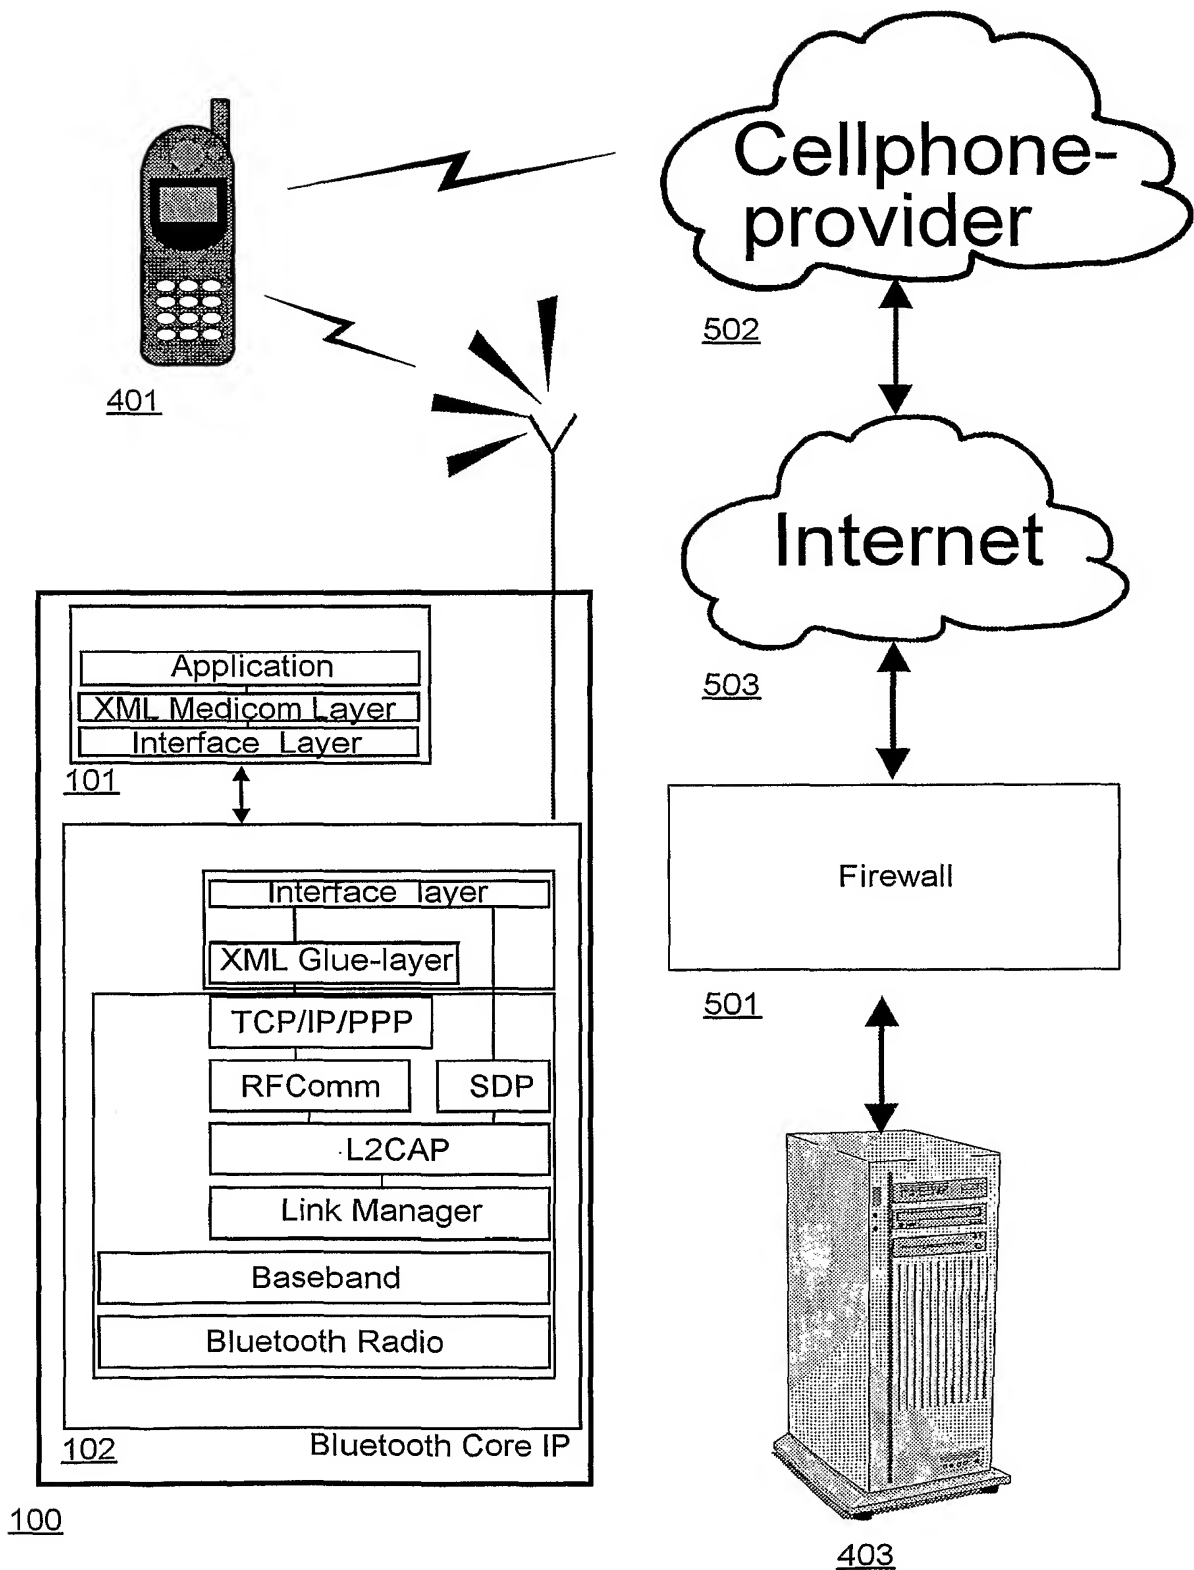 Cellphone-
provider
502
401
Internet
503
Application
XML Medicom Layer
Interface Layer
101
Firewall
501
Interface layer
XML Glue-layer
TCP/IP/PPP
RFComm
SDP
L2CAP
Link Manager
Baseband
Bluetooth Radio
102
Bluetooth Core IP
100
403